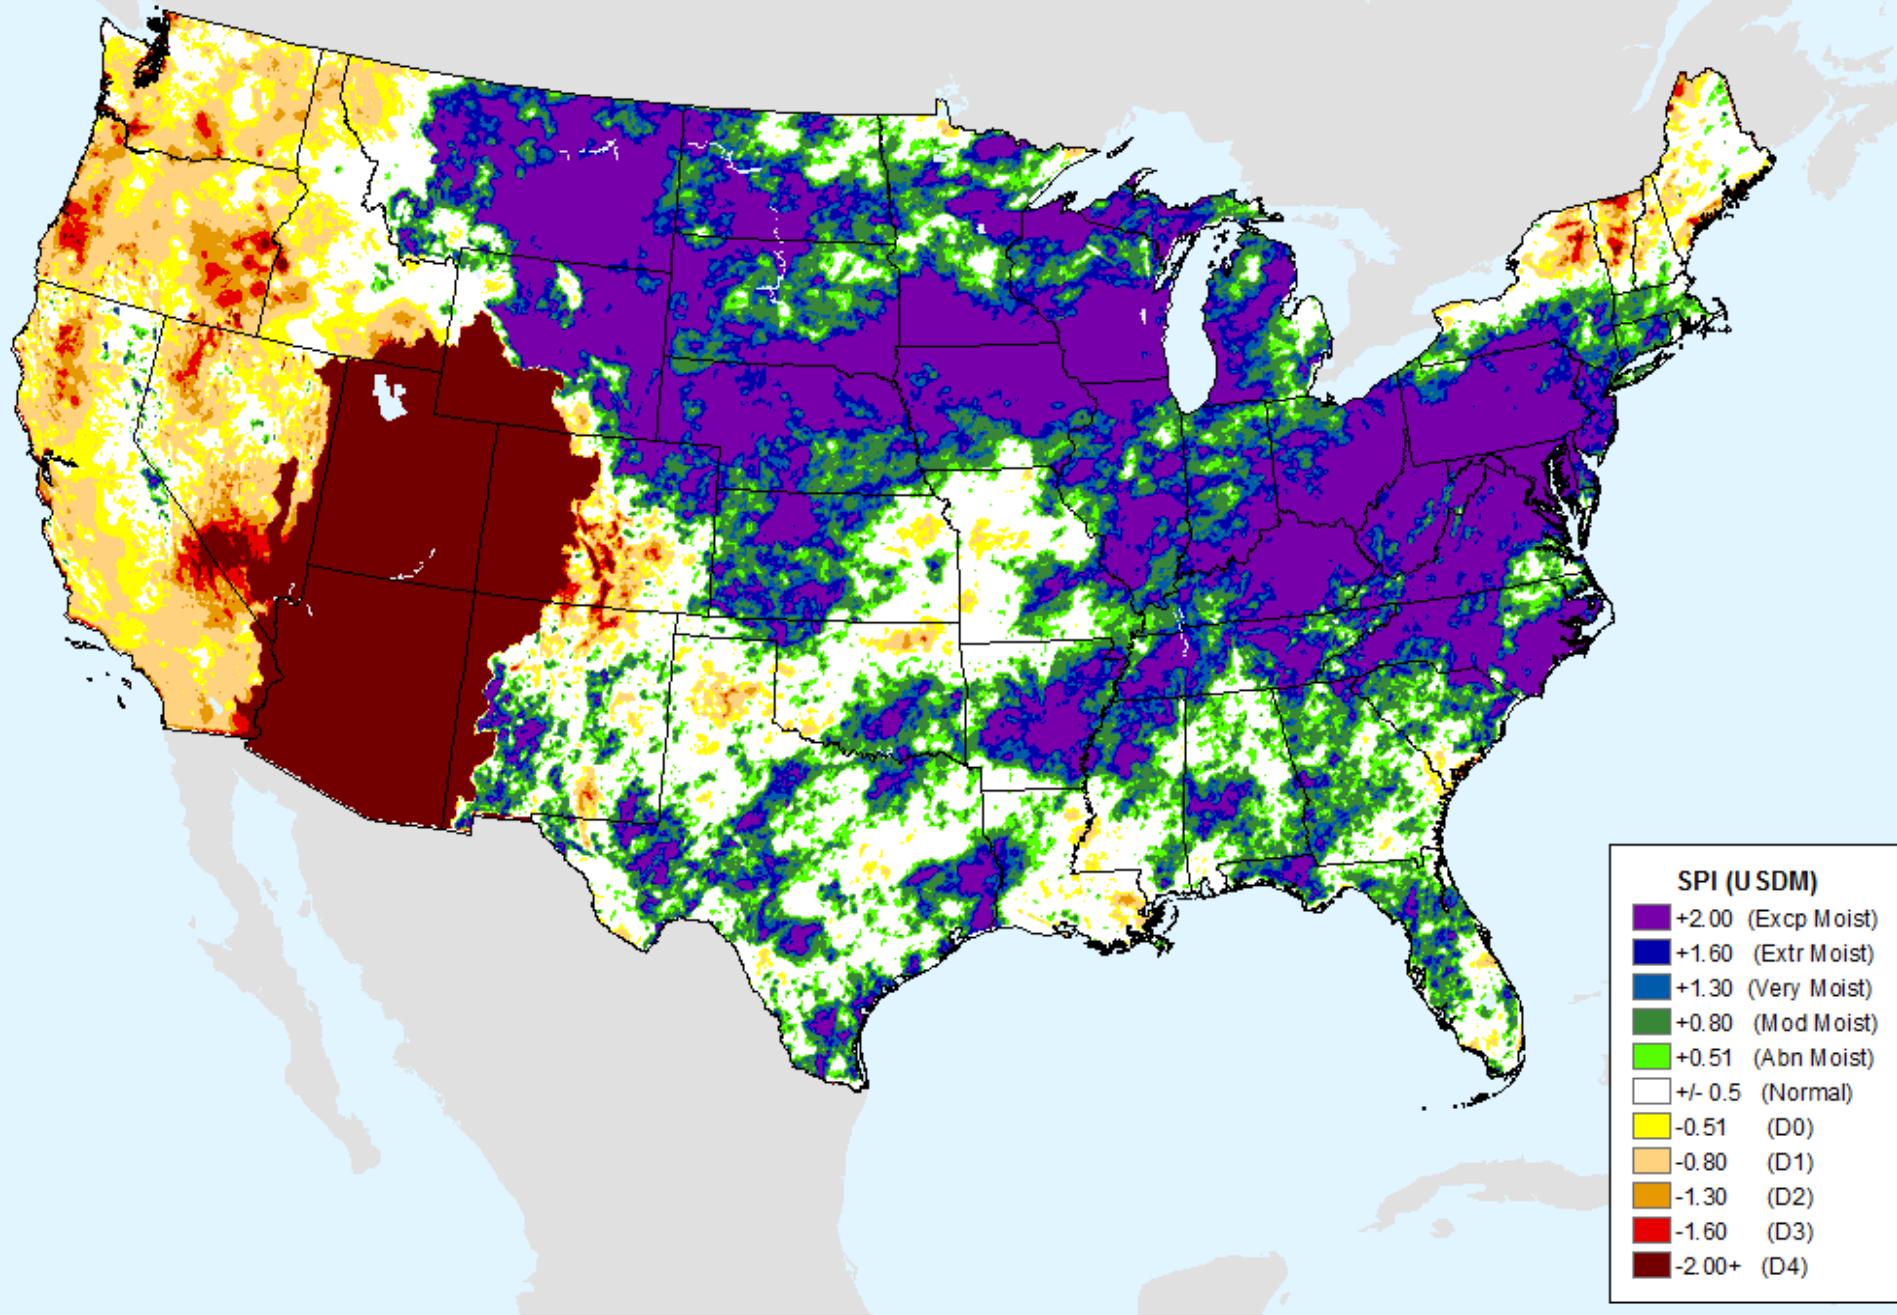 SPI (USDM)
+2.00 (Excp Moist)
+1.60 (Extr Moist)
+1.30 (Very Moist)
+0.80 (Mod Moist)
+0.51 (Abn Moist)
+/- 0.5 (Normal)
-0.51 (D0)
-0.80 (D1)
-1.30 (D2)
-1.60 (D3)
-2.00+ (D4)